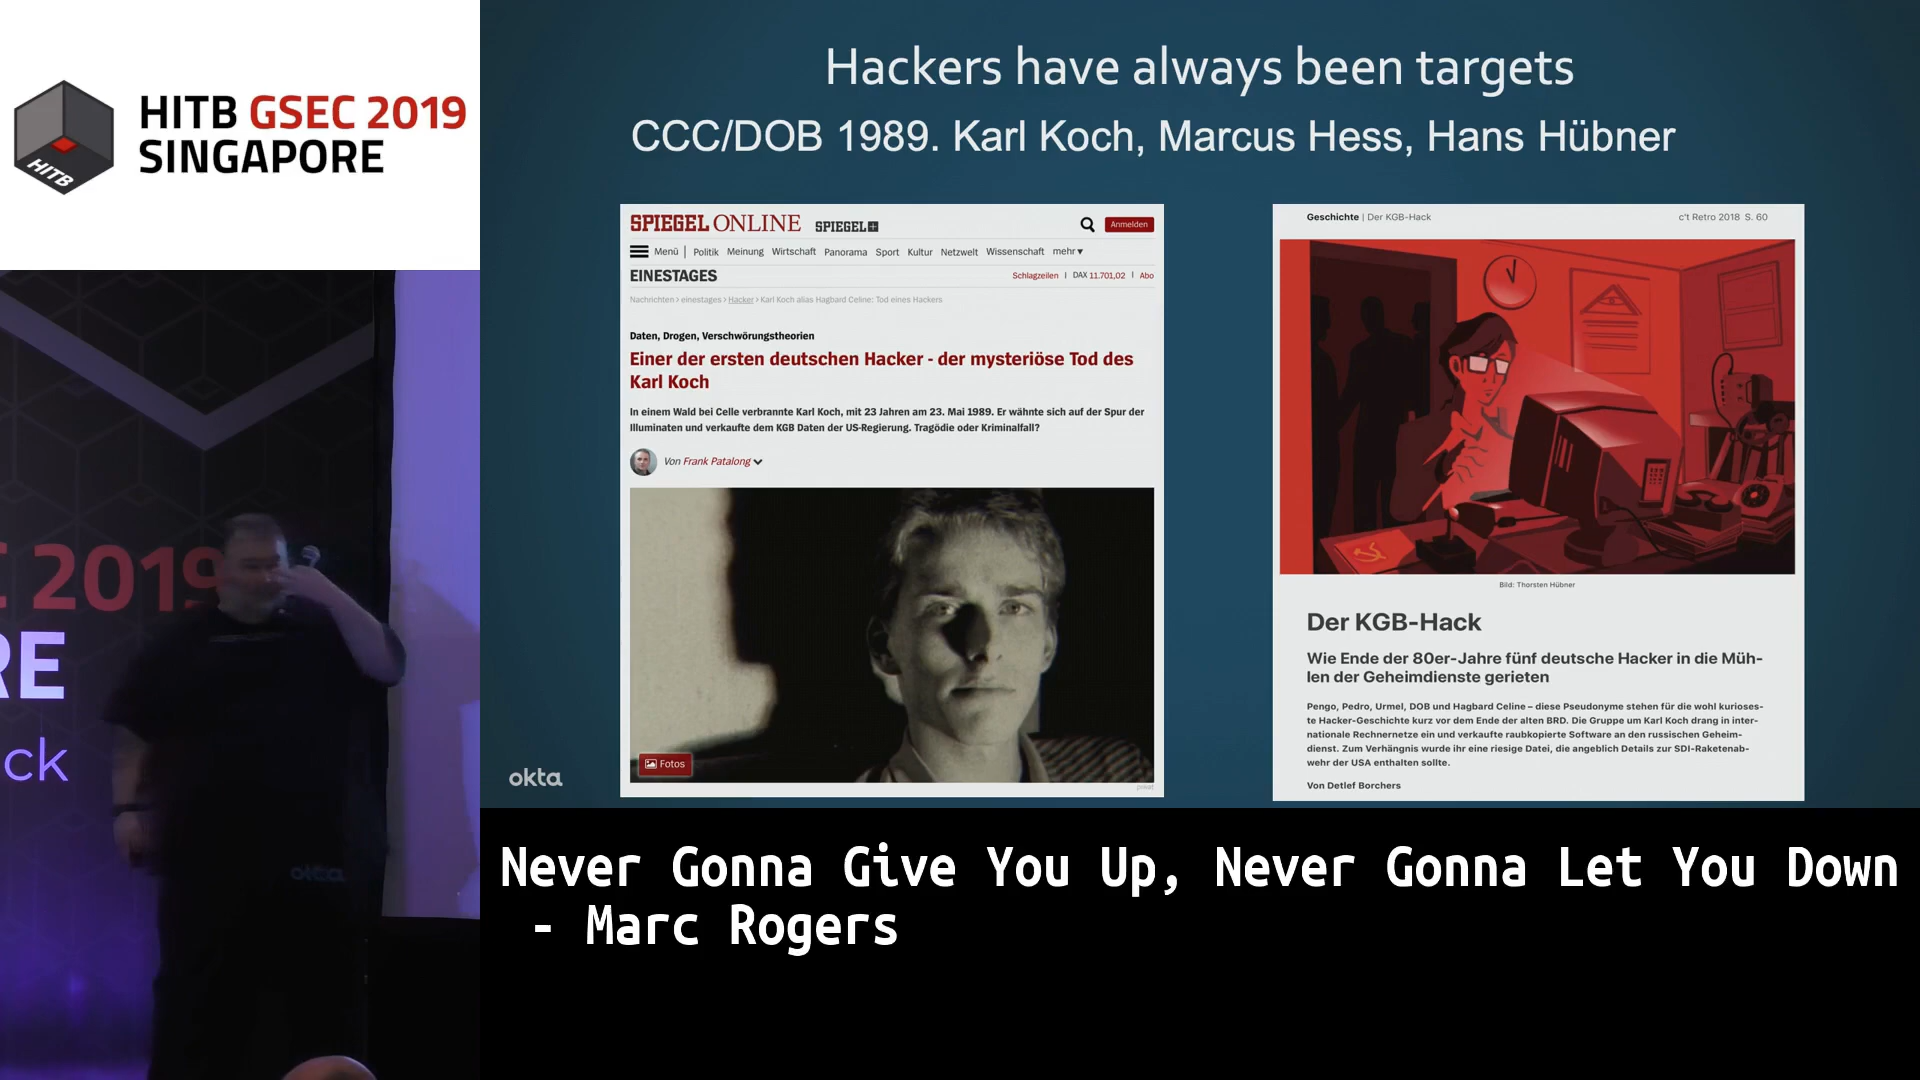 HITB GSEC 2019
SINGAPORE
HITB
C 2019
RE
ck
okta
Hackers have always been targets
CCC/DOB 1989. Karl Koch, Marcus Hess, Hans Hübner
SPIEGEL ONLINE SPIEGEL+
Anmelden
Menü | Politik Meinung Wirtschaft Panorama Sport Kultur Netzwelt Wissenschaft mehr▾
EINESTAGES
Schlagzeilen | DAX 11.701,02 | Abo
Nachrichten > einestages > Hacker > Karl Koch alias Hagbard Celine: Tod eines Hackers
Daten, Drogen, Verschwörungstheorien
Einer der ersten deutschen Hacker - der mysteriöse Tod des
Karl Koch
In einem Wald bei Celle verbrannte Karl Koch, mit 23 Jahren am 23. Mai 1989. Er wähnte sich auf der Spur der
Illuminaten und verkaufte dem KGB Daten der US-Regierung. Tragödie oder Kriminalfall?
Von Frank Patalong
Fotos
privat
okta
Geschichte | Der KGB-Hack
c't Retro 2018 S. 60
Bild: Thorsten Hübner
Der KGB-Hack
Wie Ende der 80er-Jahre fünf deutsche Hacker in die Müh-
len der Geheimdienste gerieten
Pengo, Pedro, Urmel, DOB und Hagbard Celine – diese Pseudonyme stehen für die wohl kurioses-
te Hacker-Geschichte kurz vor dem Ende der alten BRD. Die Gruppe um Karl Koch drang in inter-
nationale Rechnernetze ein und verkaufte raubkopierte Software an den russischen Geheim-
dienst. Zum Verhängnis wurde ihr eine riesige Datei, die angeblich Details zur SDI-Raketenab-
wehr der USA enthalten sollte.
Von Detlef Borchers
Never Gonna Give You Up, Never Gonna Let You Down
- Marc Rogers